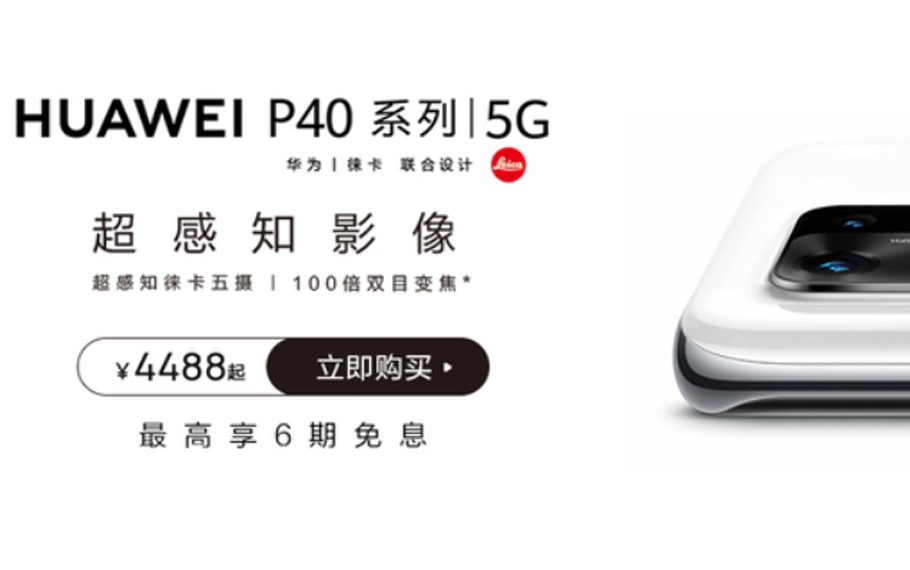 HUAWEI P40 系列|5G
华为 | 徕卡 联合设计 Leica
超感知影像
超感知徕卡五摄 | 100倍双目变焦*
¥4488起 立即购买
最高享6期免息